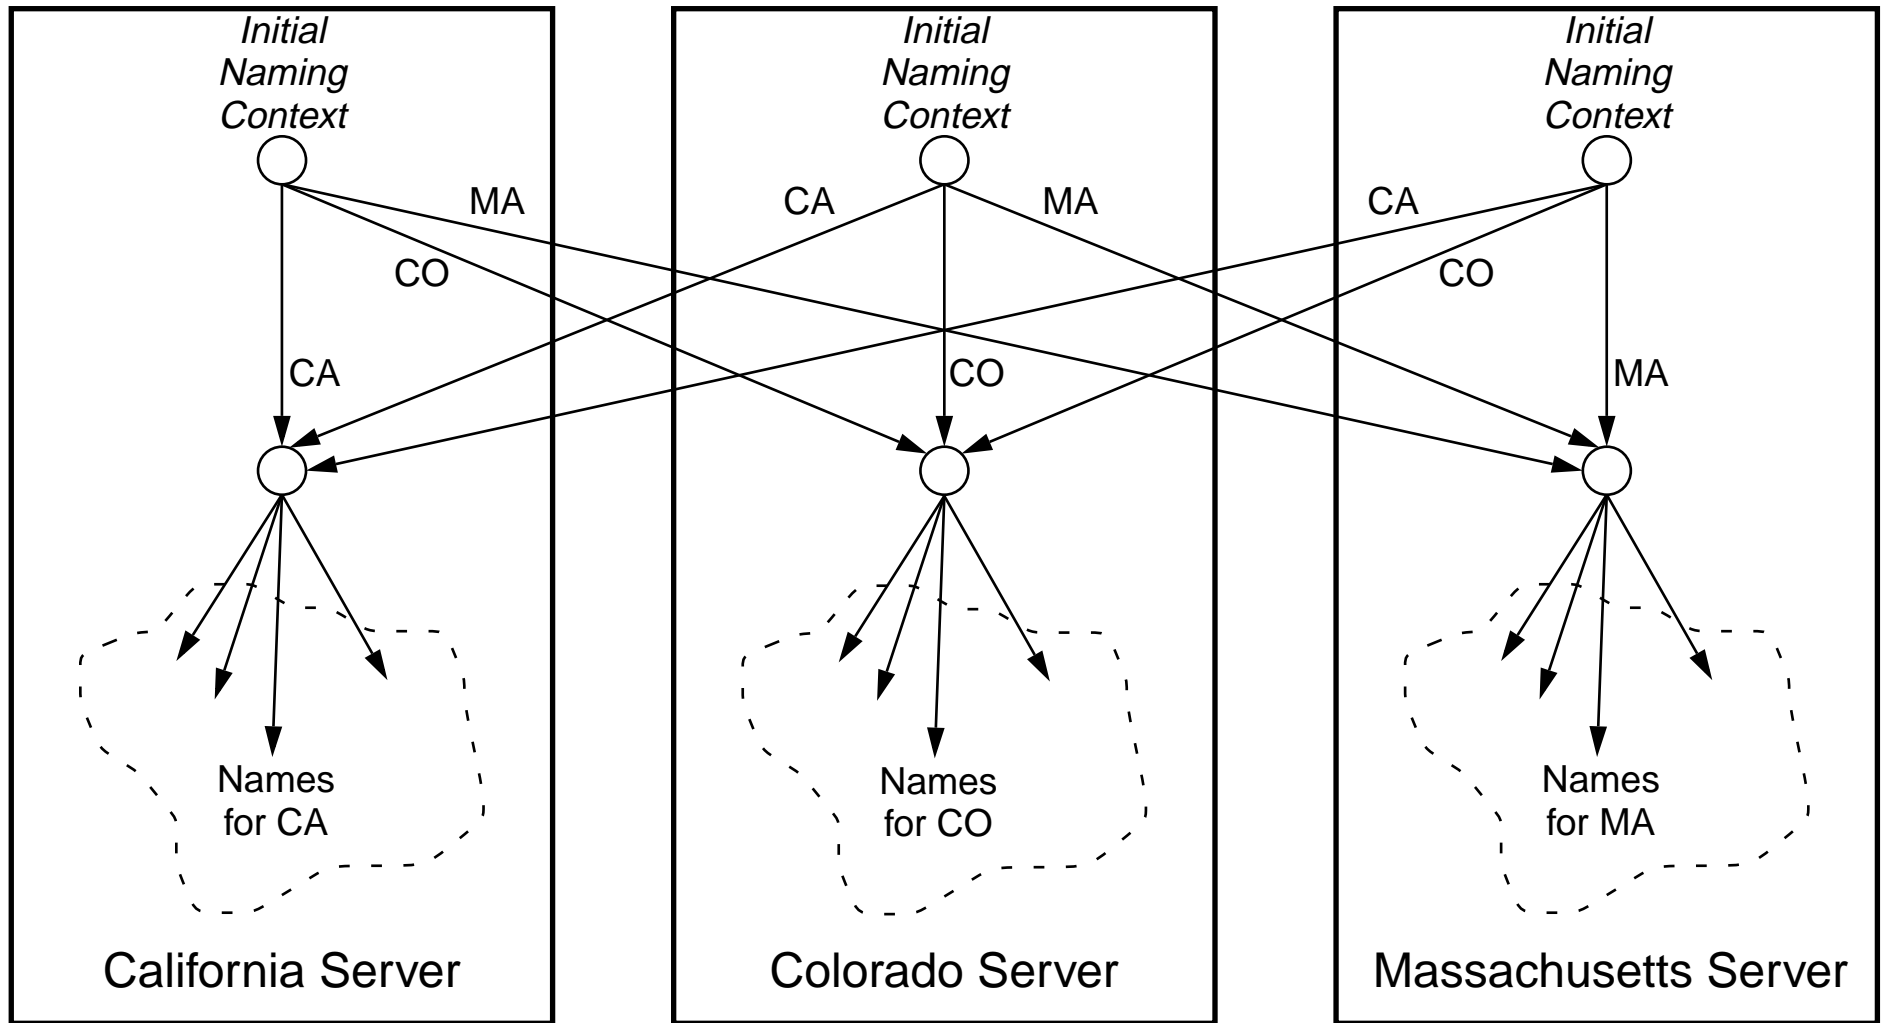 Initial
Naming
Context
Initial
Naming
Context
Initial
Naming
Context
MA
CA
MA
CA
CO
CO
CA
CO
MA
Names
for CA
Names
for CO
Names
for MA
California Server
Colorado Server
Massachusetts Server